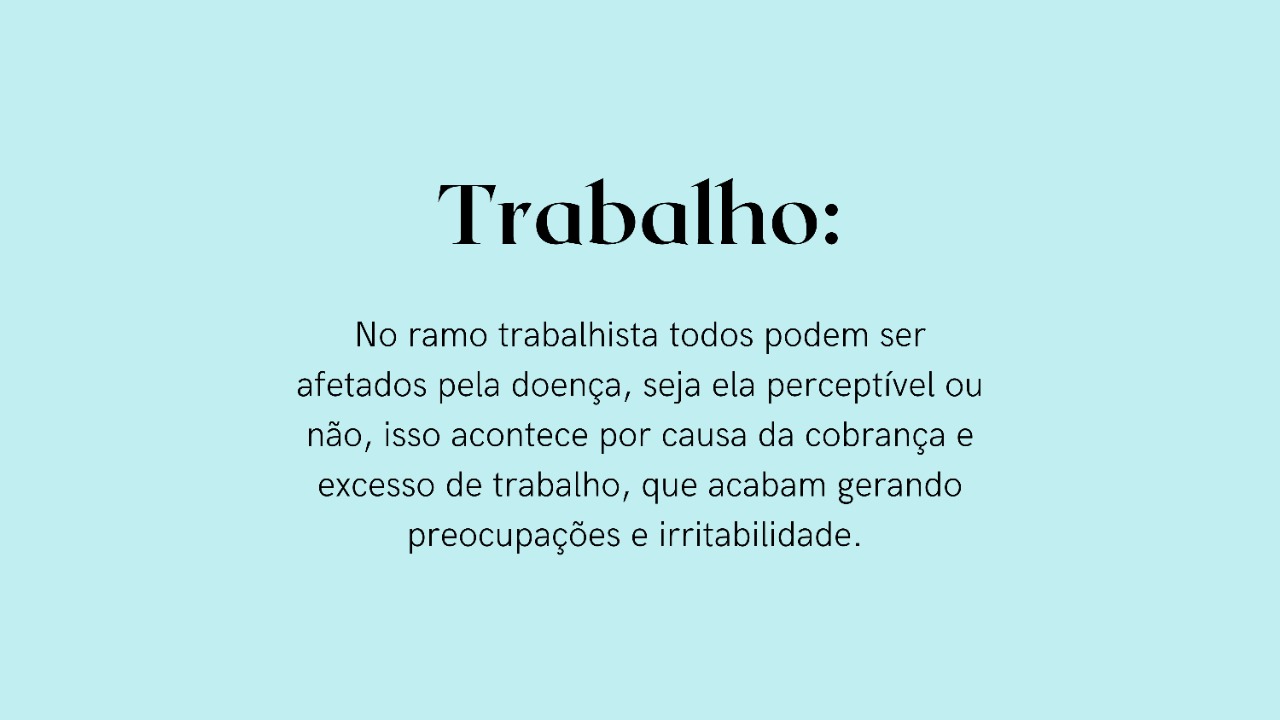 Trabalho:
No ramo trabalhista todos podem ser
afetados pela doença, seja ela perceptível ou
não, isso acontece por causa da cobrança e
excesso de trabalho, que acabam gerando
preocupações e irritabilidade.